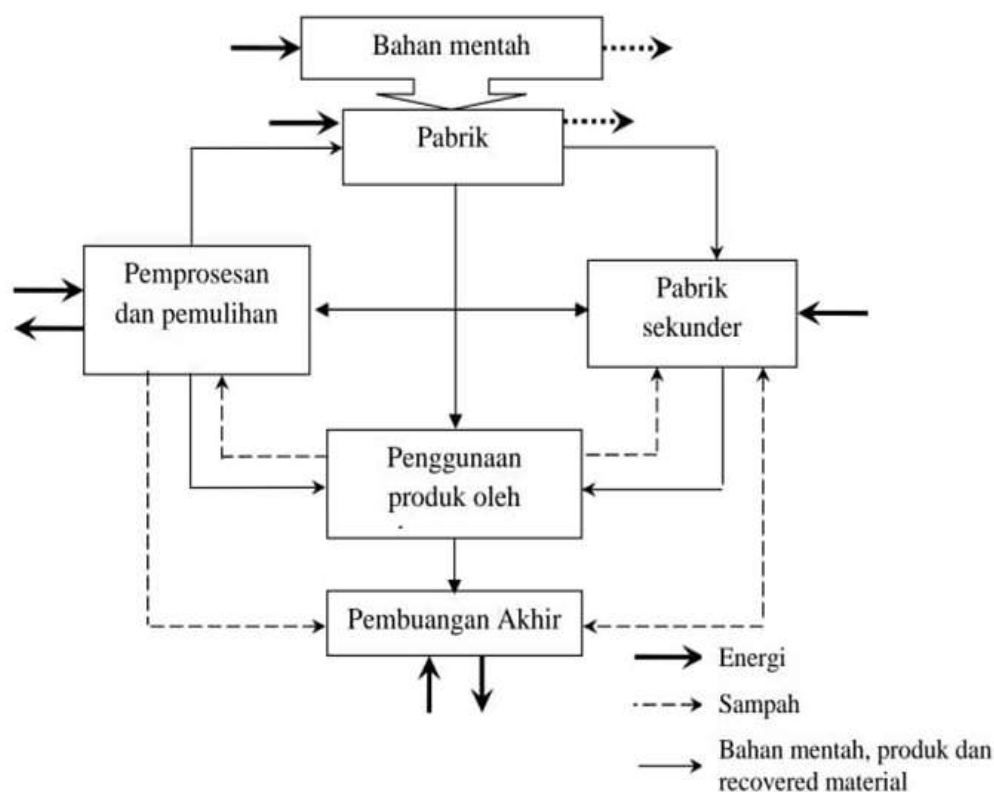 Bahan mentah
Pabrik
Pemprosesan
dan pemulihan
Pabrik
sekunder
Penggunaan
produk oleh
Pembuangan Akhir
Energi
Sampah
Bahan mentah, produk dan
recovered material